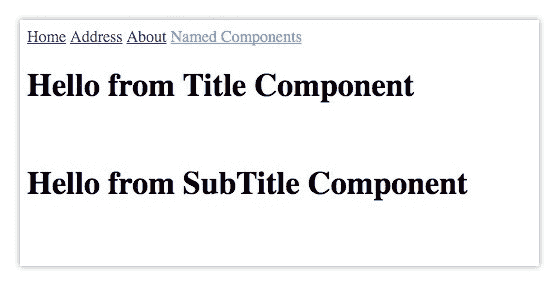 Home Address About Named Components
Hello from Title Component
Hello from SubTitle Component